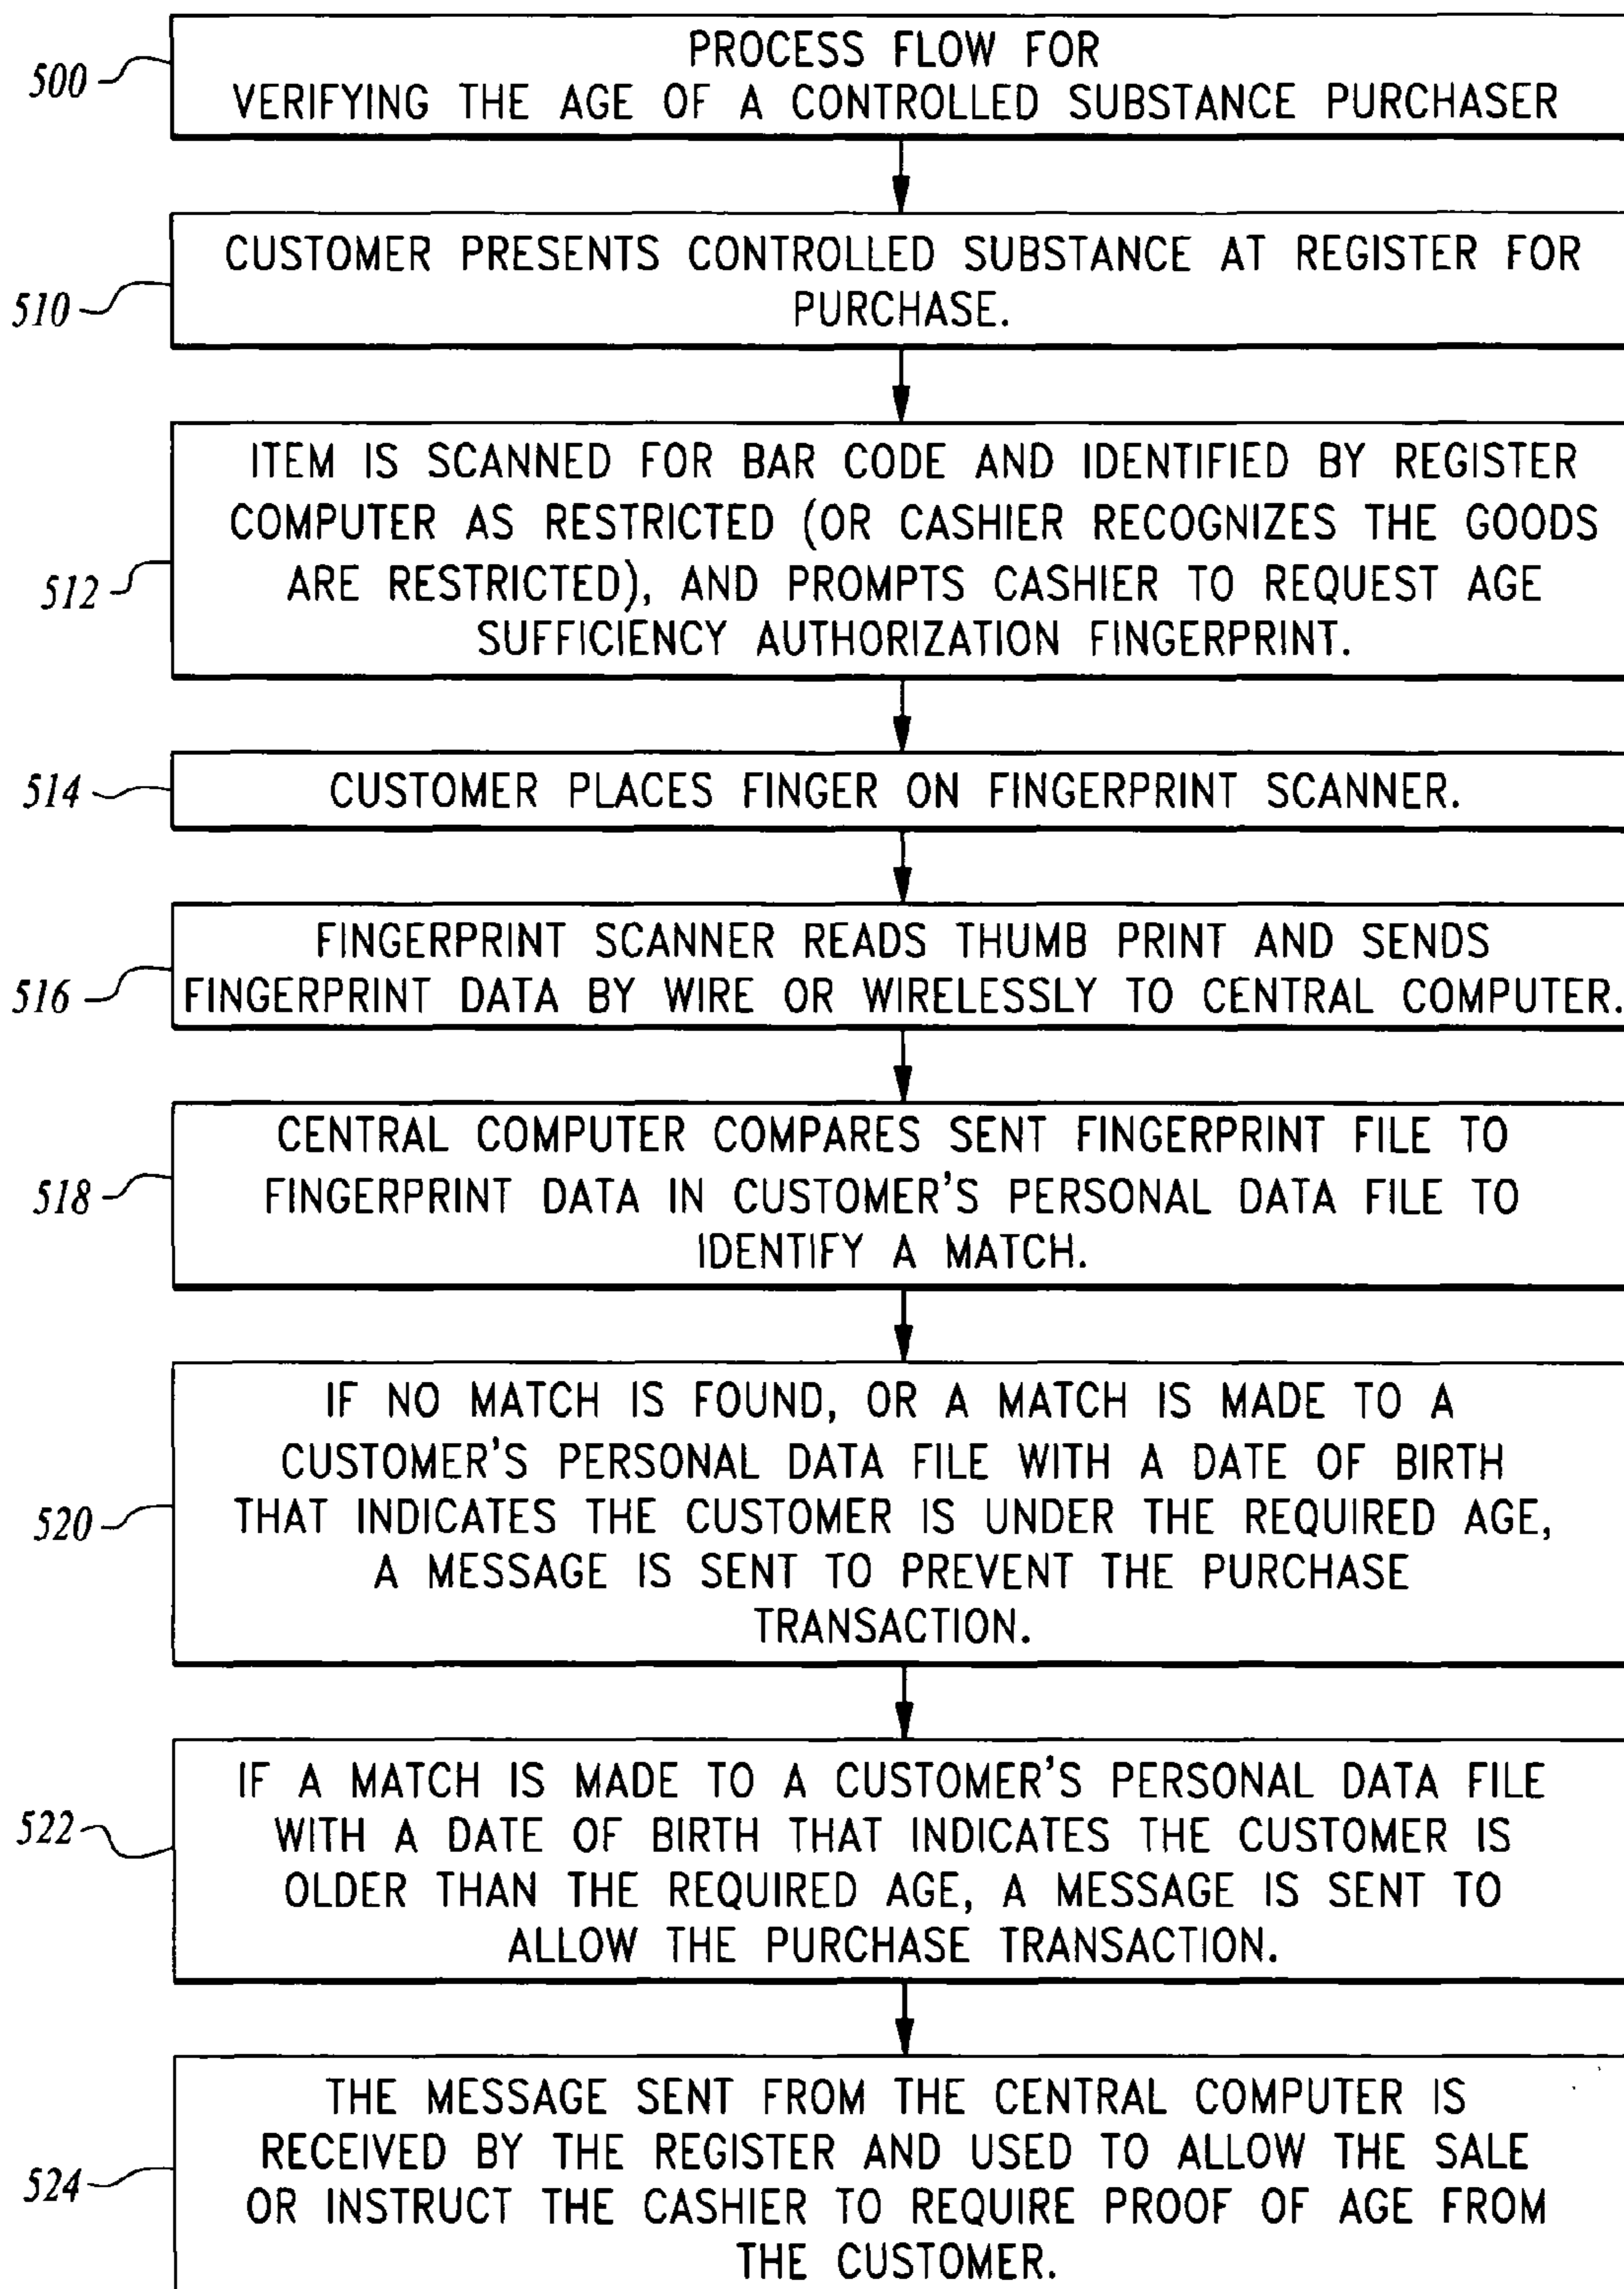 PROCESS FLOW FOR
500 VERIFYING THE AGE OF A CONTROLLED SUBSTANCE PURCHASER
CUSTOMER PRESENTS CONTROLLED SUBSTANCE AT REGISTER FOR
510 PURCHASE.
ITEM IS SCANNED FOR BAR CODE AND IDENTIFIED BY REGISTER
COMPUTER AS RESTRICTED (OR CASHIER RECOGNIZES THE GOODS
512 ARE RESTRICTED), AND PROMPTS CASHIER TO REQUEST AGE
SUFFICIENCY AUTHORIZATION FINGERPRINT.
514 CUSTOMER PLACES FINGER ON FINGERPRINT SCANNER.
FINGERPRINT SCANNER READS THUMB PRINT AND SENDS
516 FINGERPRINT DATA BY WIRE OR WIRELESSLY TO CENTRAL COMPUTER.
CENTRAL COMPUTER COMPARES SENT FINGERPRINT FILE TO
518 FINGERPRINT DATA IN CUSTOMER'S PERSONAL DATA FILE TO
IDENTIFY A MATCH.
IF NO MATCH IS FOUND, OR A MATCH IS MADE TO A
CUSTOMER'S PERSONAL DATA FILE WITH A DATE OF BIRTH
520 THAT INDICATES THE CUSTOMER IS UNDER THE REQUIRED AGE,
A MESSAGE IS SENT TO PREVENT THE PURCHASE
TRANSACTION.
IF A MATCH IS MADE TO A CUSTOMER'S PERSONAL DATA FILE
522 WITH A DATE OF BIRTH THAT INDICATES THE CUSTOMER IS
OLDER THAN THE REQUIRED AGE, A MESSAGE IS SENT TO
ALLOW THE PURCHASE TRANSACTION.
THE MESSAGE SENT FROM THE CENTRAL COMPUTER IS
RECEIVED BY THE REGISTER AND USED TO ALLOW THE SALE
524 OR INSTRUCT THE CASHIER TO REQUIRE PROOF OF AGE FROM
THE CUSTOMER.